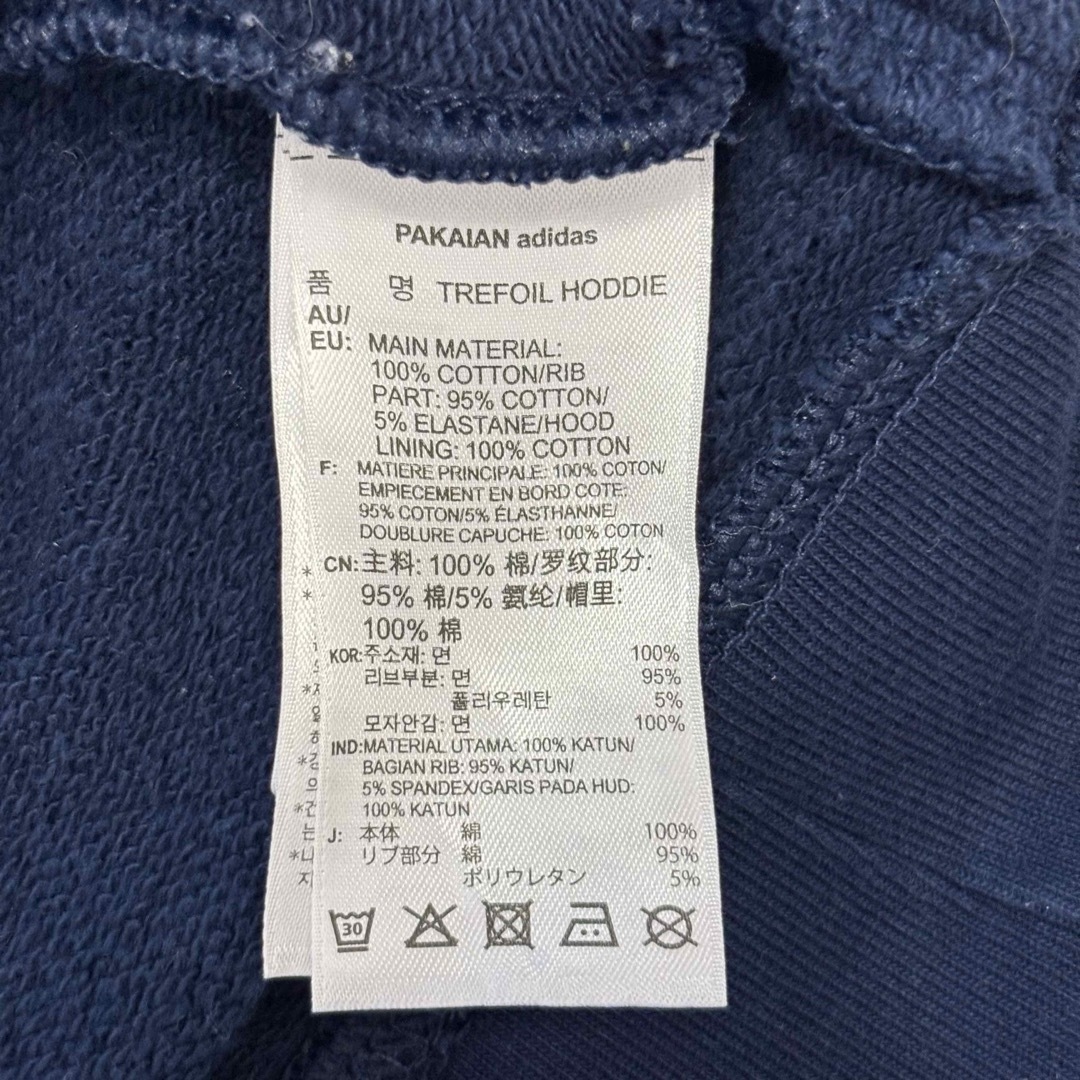 PAKAIAN adidas
품 명 TREFOIL HODDIE
AU/
EU: MAIN MATERIAL:
100% COTTON/RIB
PART: 95% COTTON/
5% ELASTANE/HOOD
LINING: 100% COTTON
F: MATIERE PRINCIPALE: 100% COTON/
EMPIECEMENT EN BORD COTE:
95% COTON/5% ÉLASTHANNE/
DOUBLURE CAPUCHE: 100% COTON
CN: 主料: 100% 棉/罗纹部分:
95% 棉/5% 氨纶/帽里:
100% 棉
KOR: 주소재: 면 100%
리브부분: 면 95%
폴리우레탄 5%
모자안감: 면 100%
IND: MATERIAL UTAMA: 100% KATUN/
BAGIAN RIB: 95% KATUN/
5% SPANDEX/GARIS PADA HUD:
100% KATUN
J: 本体 綿 100%
リブ部分 綿 95%
ポリウレタン 5%
30